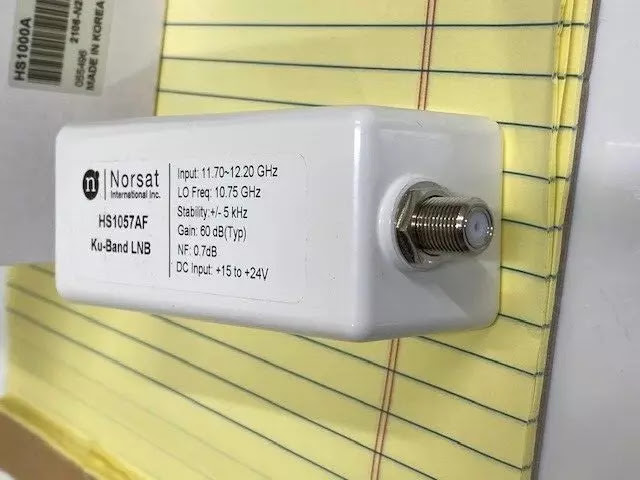 HS1000A
2106-N2
055496
MADE IN KOREA
n
Norsat
International Inc.
HS1057AF
Ku-Band LNB
Input: 11.70~12.20 GHz
LO Freq: 10.75 GHz
Stability:+/- 5 kHz
Gain: 60 dB(Typ)
NF: 0.7dB
DC Input: +15 to +24V